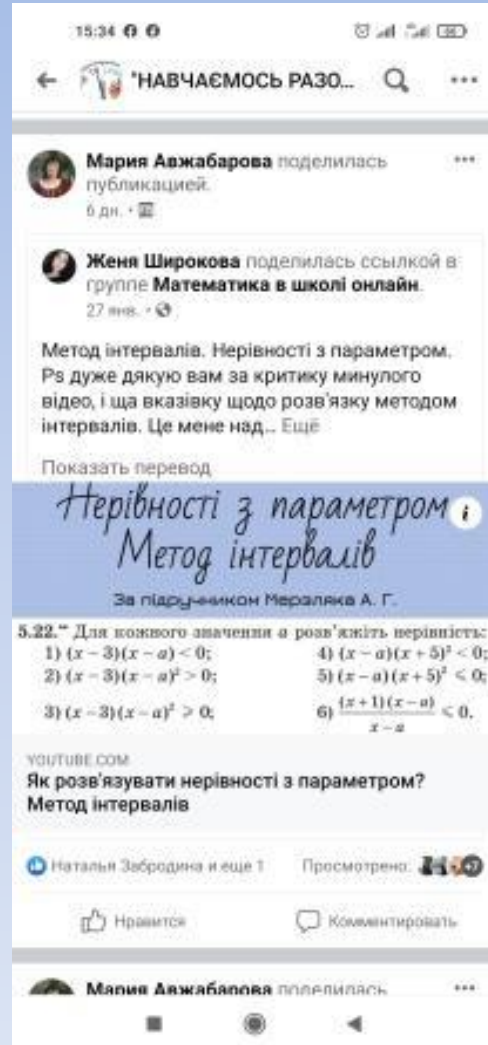 15:34
"НАВЧАЄМОСЬ РАЗО...
Мария Авжабарова поделилась
публикацией.
6 дн. •
Женя Широкова поделилась ссылкой в
группе Математика в школі онлайн.
27 янв. •
Метод інтервалів. Нерівності з параметром.
Ps дуже дякую вам за критику минулого
відео, і ща вказівку щодо розв'язку методом
інтервалів. Це мене над... Ещё
Показать перевод
Нерівності з параметром
Метод інтервалів
За підручником Мерзляка А. Г.
5.22.•• Для кожного значення a розв'яжіть нерівність:
1) (x − 3)(x − a) < 0; 4) (x − a)(x + 5)² < 0;
2) (x − 3)(x − a)² > 0; 5) (x − a)(x + 5)² ⩽ 0;
3) (x − 3)(x − a)² ⩾ 0; 6) (x + 1)(x − a) / x − a ⩽ 0.
YOUTUBE.COM
Як розв'язувати нерівності з параметром?
Метод інтервалів
Наталья Забродина и еще 1 Просмотрено: +7
Нравится Комментировать
Мария Авжабарова поделилась